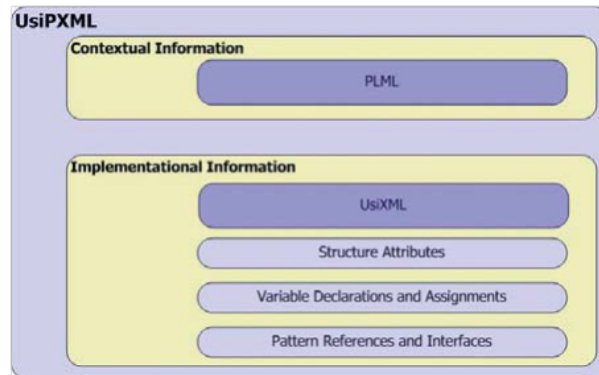 UsiPXML
Contextual Information
PLML
Implementational Information
UsiXML
Structure Attributes
Variable Declarations and Assignments
Pattern References and Interfaces